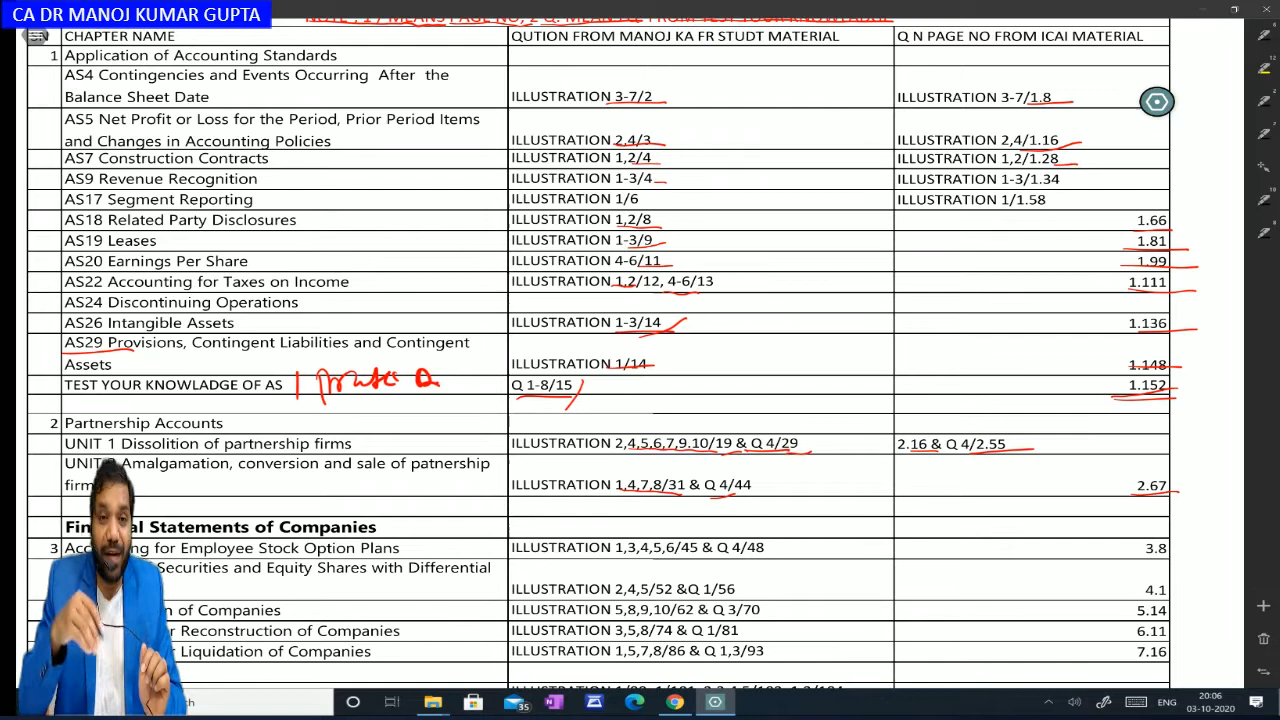 CA DR MANOJ KUMAR GUPTA
SN CHAPTER NAME QUTION FROM MANOJ KA FR STUDT MATERIAL Q N PAGE NO FROM ICAI MATERIAL
1 Application of Accounting Standards
AS4 Contingencies and Events Occurring After the
Balance Sheet Date ILLUSTRATION 3-7/2 ILLUSTRATION 3-7/1.8
AS5 Net Profit or Loss for the Period, Prior Period Items
and Changes in Accounting Policies ILLUSTRATION 2,4/3 ILLUSTRATION 2,4/1.16
AS7 Construction Contracts ILLUSTRATION 1,2/4 ILLUSTRATION 1,2/1.28
AS9 Revenue Recognition ILLUSTRATION 1-3/4 ILLUSTRATION 1-3/1.34
AS17 Segment Reporting ILLUSTRATION 1/6 ILLUSTRATION 1/1.58
AS18 Related Party Disclosures ILLUSTRATION 1,2/8 1.66
AS19 Leases ILLUSTRATION 1-3/9 1.81
AS20 Earnings Per Share ILLUSTRATION 4-6/11 1.99
AS22 Accounting for Taxes on Income ILLUSTRATION 1,2/12, 4-6/13 1.111
AS24 Discontinuing Operations
AS26 Intangible Assets ILLUSTRATION 1-3/14 1.136
AS29 Provisions, Contingent Liabilities and Contingent
Assets ILLUSTRATION 1/14 1.148
TEST YOUR KNOWLADGE OF AS Q 1-8/15 1.152
2 Partnership Accounts
UNIT 1 Dissolition of partnership firms ILLUSTRATION 2,4,5,6,7,9.10/19 & Q 4/29 2.16 & Q 4/2.55
UNIT Amalgamation, conversion and sale of patnership
ILLUSTRATION 1,4,7,8/31 & Q 4/44 2.67
Statements of Companies
3 for Employee Stock Option Plans ILLUSTRATION 1,3,4,5,6/45 & Q 4/48 3.8
Securities and Equity Shares with Differential
ILLUSTRATION 2,4,5/52 &Q 1/56 4.1
of Companies ILLUSTRATION 5,8,9,10/62 & Q 3/70 5.14
Reconstruction of Companies ILLUSTRATION 3,5,8/74 & Q 1/81 6.11
Liquidation of Companies ILLUSTRATION 1,5,7,8/86 & Q 1,3/93 7.16
35
ENG
20:06
03-10-2020